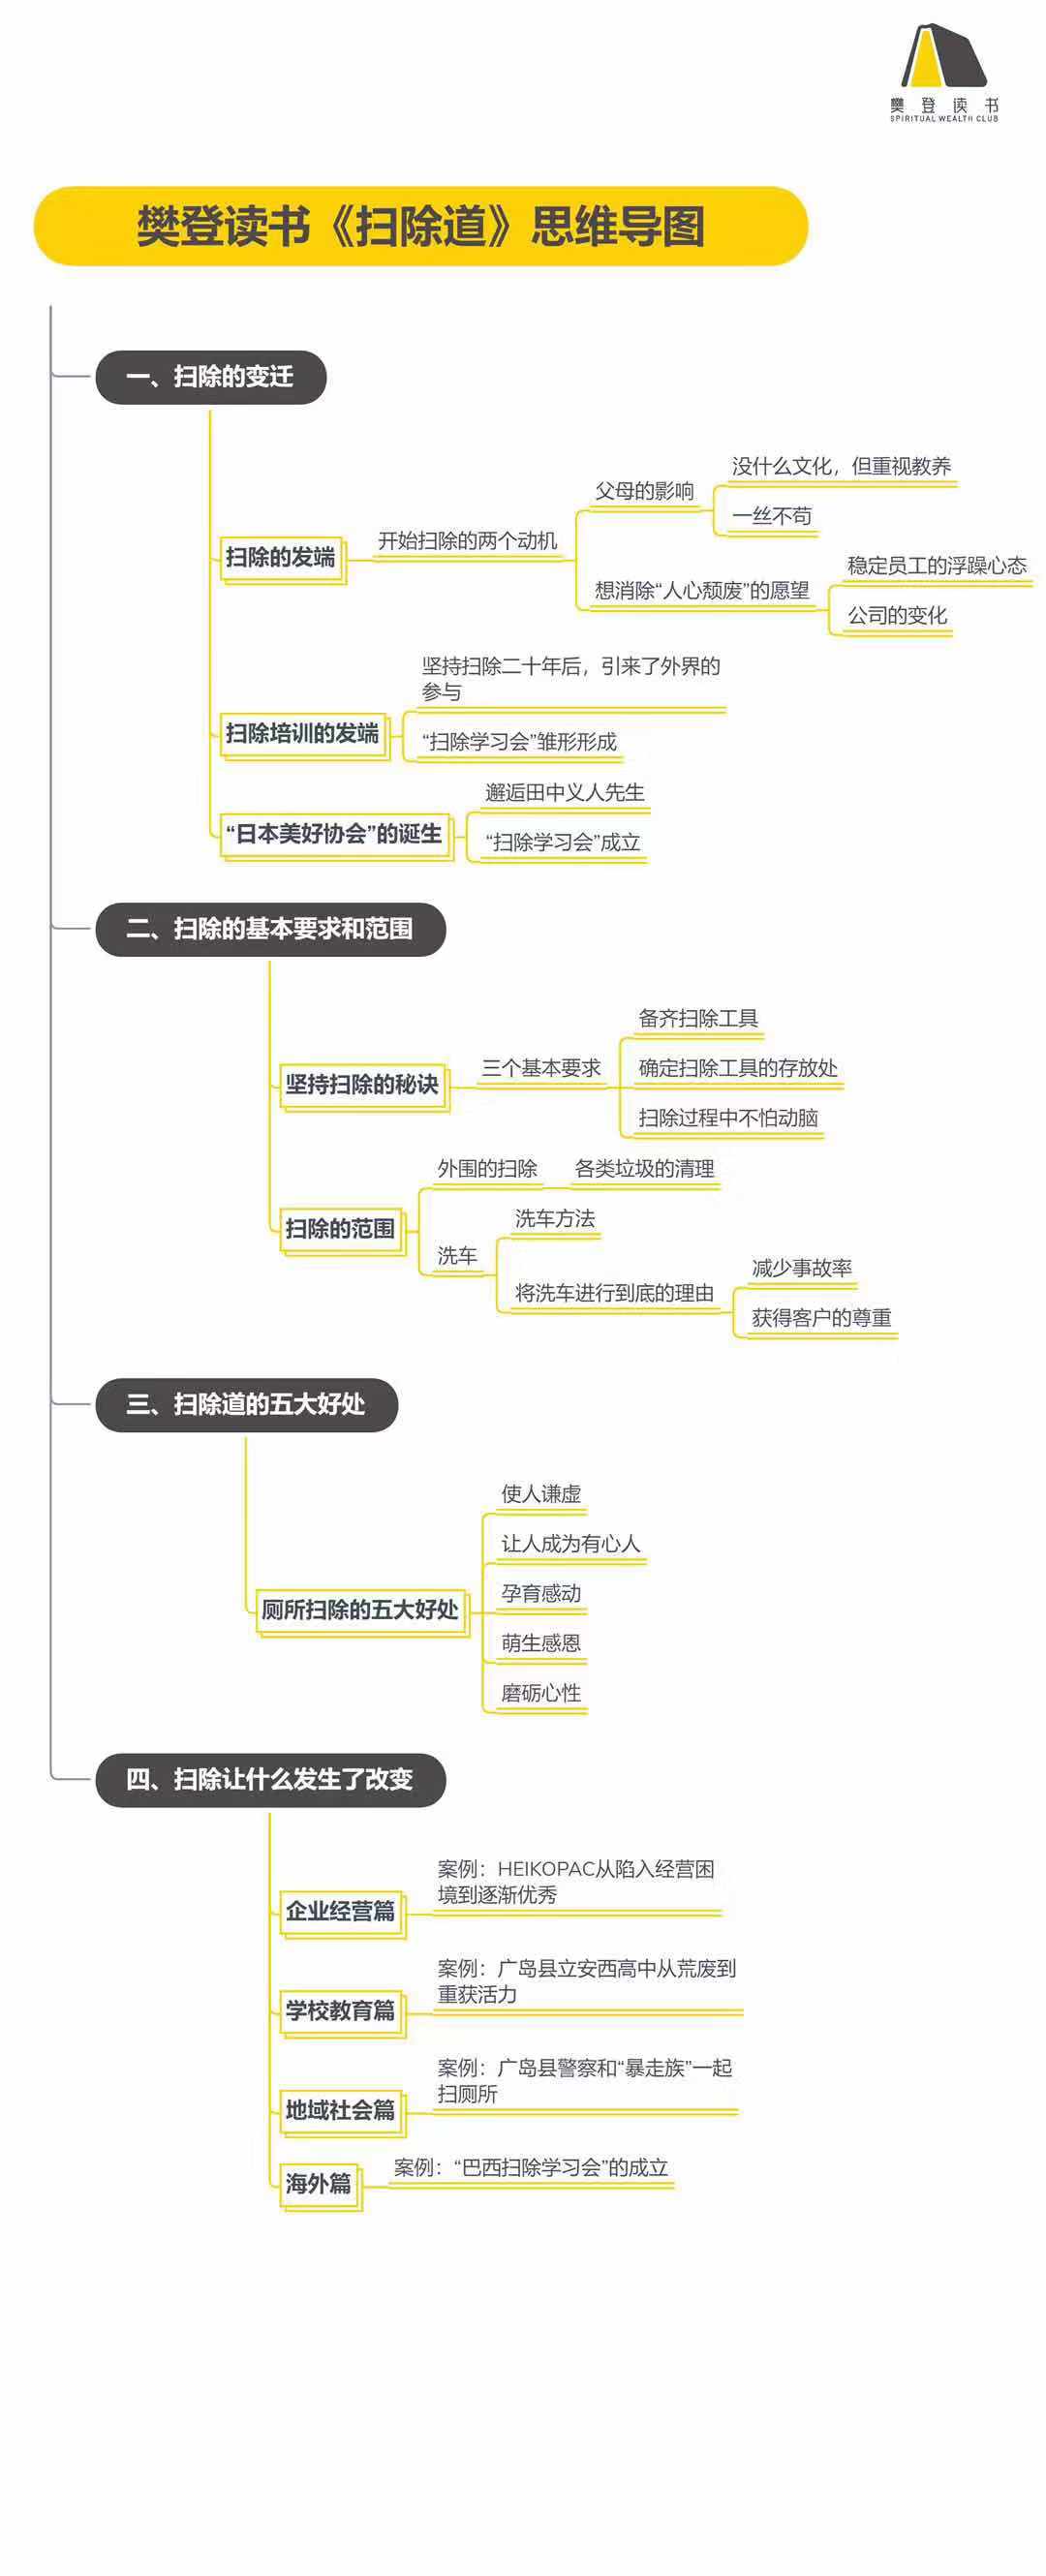 樊登读书
SPIRITUAL WEALTH CLUB
樊登读书《扫除道》思维导图
一、扫除的变迁
扫除的发端
开始扫除的两个动机
父母的影响
没什么文化，但重视教养
一丝不苟
想消除“人心颓废”的愿望
稳定员工的浮躁心态
公司的变化
扫除培训的发端
坚持扫除二十年后，引来了外界的
参与
“扫除学习会”雏形形成
“日本美好协会”的诞生
邂逅田中义人先生
“扫除学习会”成立
二、扫除的基本要求和范围
坚持扫除的秘诀
三个基本要求
备齐扫除工具
确定扫除工具的存放处
扫除过程中不怕动脑
扫除的范围
外围的扫除
各类垃圾的清理
洗车
洗车方法
将洗车进行到底的理由
减少事故率
获得客户的尊重
三、扫除道的五大好处
厕所扫除的五大好处
使人谦虚
让人成为有心人
孕育感动
萌生感恩
磨砺心性
四、扫除让什么发生了改变
企业经营篇
案例：HEIKOPAC从陷入经营困
境到逐渐优秀
学校教育篇
案例：广岛县立安西高中从荒废到
重获活力
地域社会篇
案例：广岛县警察和“暴走族”一起
扫厕所
海外篇
案例：“巴西扫除学习会”的成立